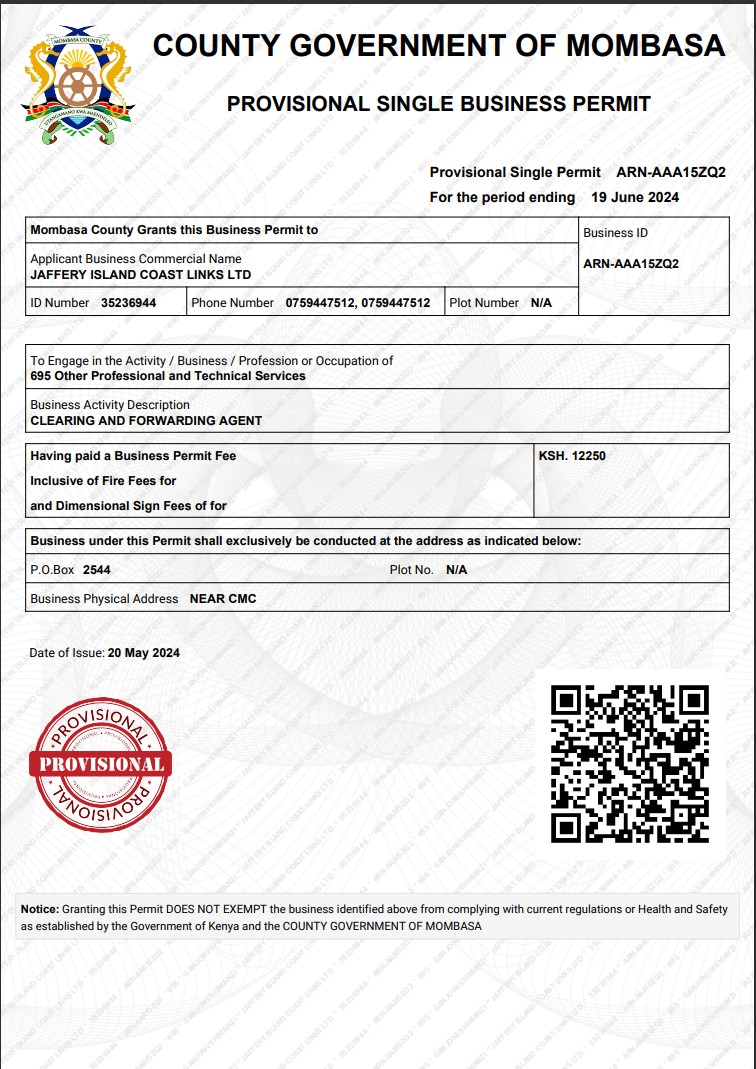 MOMBASA COUNTY
UTANGAMANO KWA MAENDELEO
COUNTY GOVERNMENT OF MOMBASA
PROVISIONAL SINGLE BUSINESS PERMIT
Provisional Single Permit ARN-AAA15ZQ2
For the period ending 19 June 2024
Mombasa County Grants this Business Permit to
Business ID
Applicant Business Commercial Name
JAFFERY ISLAND COAST LINKS LTD
ARN-AAA15ZQ2
ID Number 35236944 Phone Number 0759447512, 0759447512 Plot Number N/A
To Engage in the Activity / Business / Profession or Occupation of
695 Other Professional and Technical Services
Business Activity Description
CLEARING AND FORWARDING AGENT
Having paid a Business Permit Fee KSH. 12250
Inclusive of Fire Fees for
and Dimensional Sign Fees of for
Business under this Permit shall exclusively be conducted at the address as indicated below:
P.O.Box 2544 Plot No. N/A
Business Physical Address NEAR CMC
Date of Issue: 20 May 2024
PROVISIONAL
PROVISIONAL
PROVISIONAL
Notice: Granting this Permit DOES NOT EXEMPT the business identified above from complying with current regulations or Health and Safety
as established by the Government of Kenya and the COUNTY GOVERNMENT OF MOMBASA